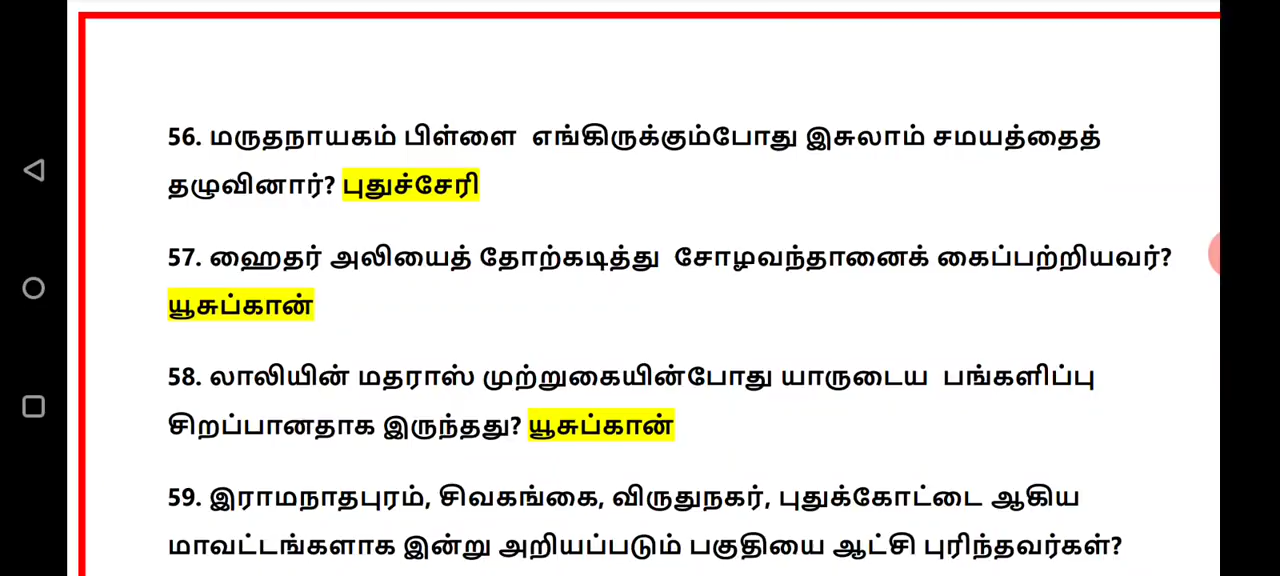 56. மருதநாயகம் பிள்ளை எங்கிருக்கும்போது இசுலாம் சமயத்தைத்
தழுவினார்? புதுச்சேரி
57. ஹைதர் அலியைத் தோற்கடித்து சோழவந்தானைக் கைப்பற்றியவர்?
யூசுப்கான்
58. லாலியின் மதராஸ் முற்றுகையின்போது யாருடைய பங்களிப்பு
சிறப்பானதாக இருந்தது? யூசுப்கான்
59. இராமநாதபுரம், சிவகங்கை, விருதுநகர், புதுக்கோட்டை ஆகிய
மாவட்டங்களாக இன்று அறியப்படும் பகுதியை ஆட்சி புரிந்தவர்கள்?